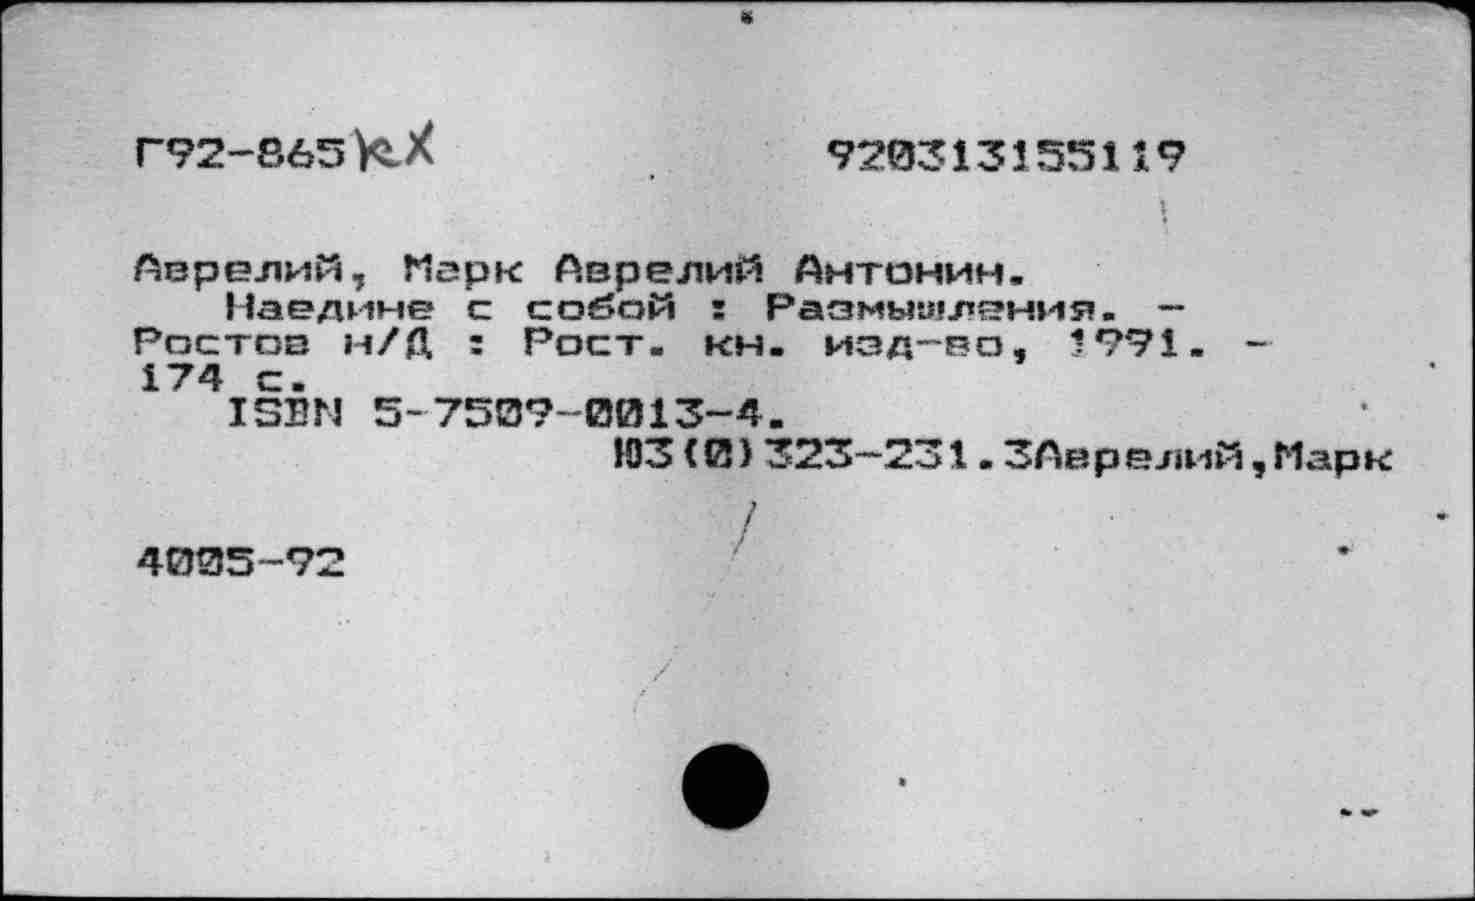 Г92-865 КХ
920313155119
Аврелий, Марк Аврелий Антонин.
Наедине с собой : Размышления. -
Ростов н/Д : Рост. кн. изд-во, 1991. -
174 с.
ISBN 5-7509-0013-4.
Ю3(0)323-231.3Аврелий,Марк
4005-92